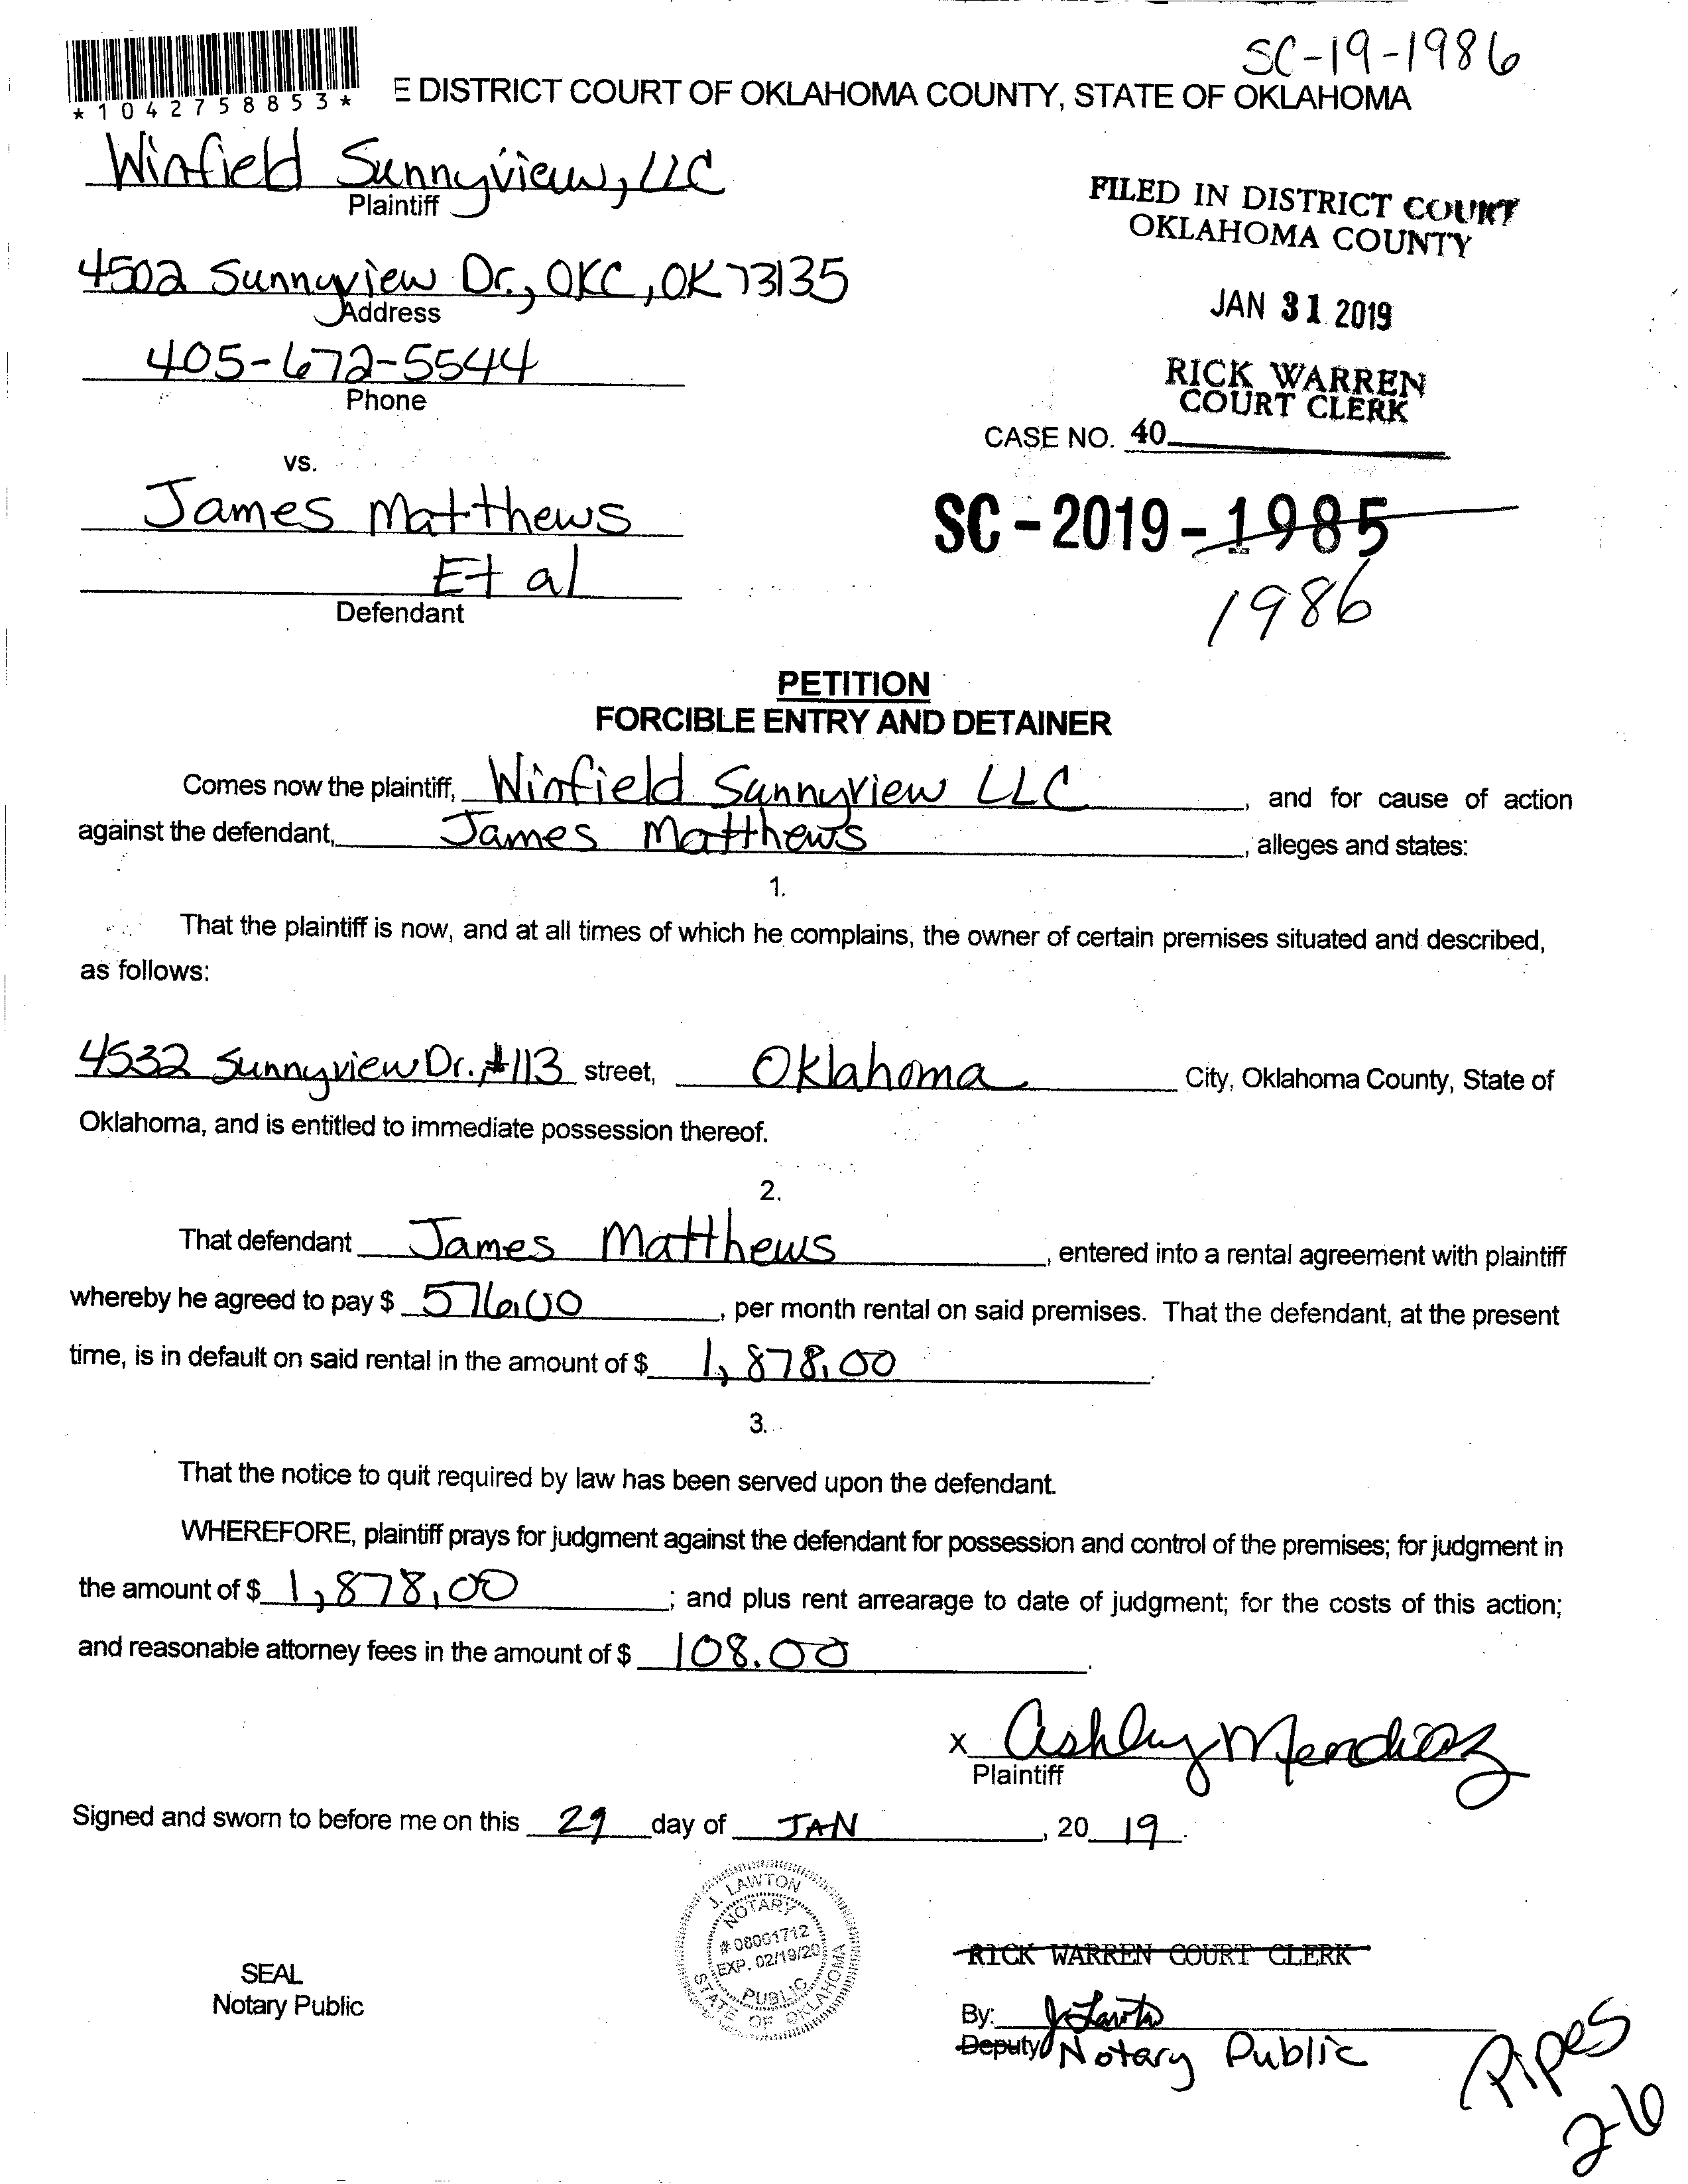 SC-19-1986
*1042758853*
E DISTRICT COURT OF OKLAHOMA COUNTY, STATE OF OKLAHOMA
Winfield Sunnyview, LLC
Plaintiff
FILED IN DISTRICT COURT
OKLAHOMA COUNTY
4502 Sunnyview Dr., OKC, OK 73135
Address
JAN 31 2019
405-672-5544
Phone
RICK WARREN
COURT CLERK
CASE NO. 40
vs.
James Matthews
SC-2019-1985
Et al
1986
Defendant
PETITION
FORCIBLE ENTRY AND DETAINER
Comes now the plaintiff, Winfield Sunnyview LLC, and for cause of action
against the defendant, James Matthews, alleges and states:
1.
That the plaintiff is now, and at all times of which he complains, the owner of certain premises situated and described,
as follows:
4532 Sunnyview Dr. #113 street, Oklahoma City, Oklahoma County, State of
Oklahoma, and is entitled to immediate possession thereof.
2.
That defendant James Matthews, entered into a rental agreement with plaintiff
whereby he agreed to pay $ 576.00, per month rental on said premises. That the defendant, at the present
time, is in default on said rental in the amount of $ 1,878.00.
3.
That the notice to quit required by law has been served upon the defendant.
WHEREFORE, plaintiff prays for judgment against the defendant for possession and control of the premises; for judgment in
the amount of $ 1,878.00; and plus rent arrearage to date of judgment; for the costs of this action;
and reasonable attorney fees in the amount of $ 108.00.
x Ashley
Plaintiff
Signed and sworn to before me on this 29 day of JAN, 20 19.
J. LAWTON
NOTARY
# 08001712
EXP. 02/19/20
PUBLIC
STATE OF OKLAHOMA
SEAL
Notary Public
RICK WARREN COURT CLERK
By: J Lawton
Deputy Notary Public
Pipes
2-6